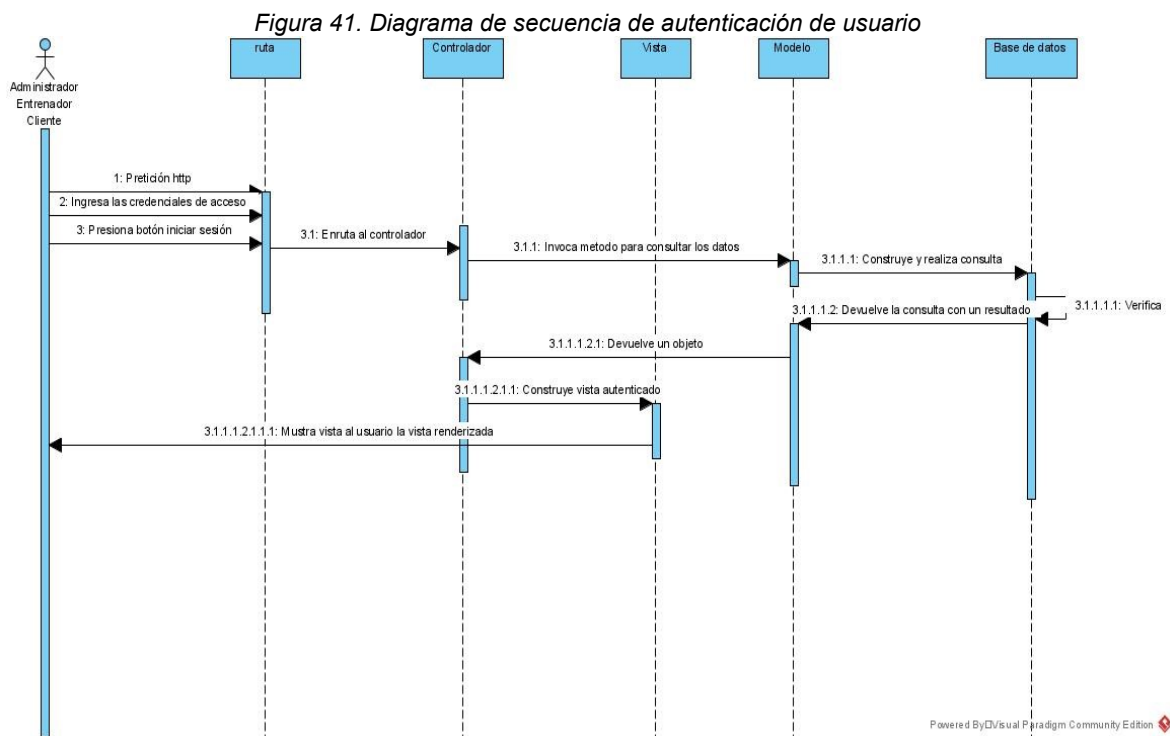 Figura 41. Diagrama de secuencia de autenticación de usuario
ruta
Controlador
Vista
Modelo
Base de datos
Administrador
Entrenador
Cliente
1: Pretición http
2: Ingresa las credenciales de acceso
3: Presiona botón iniciar sesión
3.1: Enruta al controlador
3.1.1: Invoca metodo para consultar los datos
3.1.1.1: Construye y realiza consulta
3.1.1.1.1: Verifica
3.1.1.1.2: Devuelve la consulta con un resultado
3.1.1.1.2.1: Devuelve un objeto
3.1.1.1.2.1.1: Construye vista autenticado
3.1.1.1.2.1.1.1: Mustra vista al usuario la vista renderizada
Powered By□Visual Paradigm Community Edition